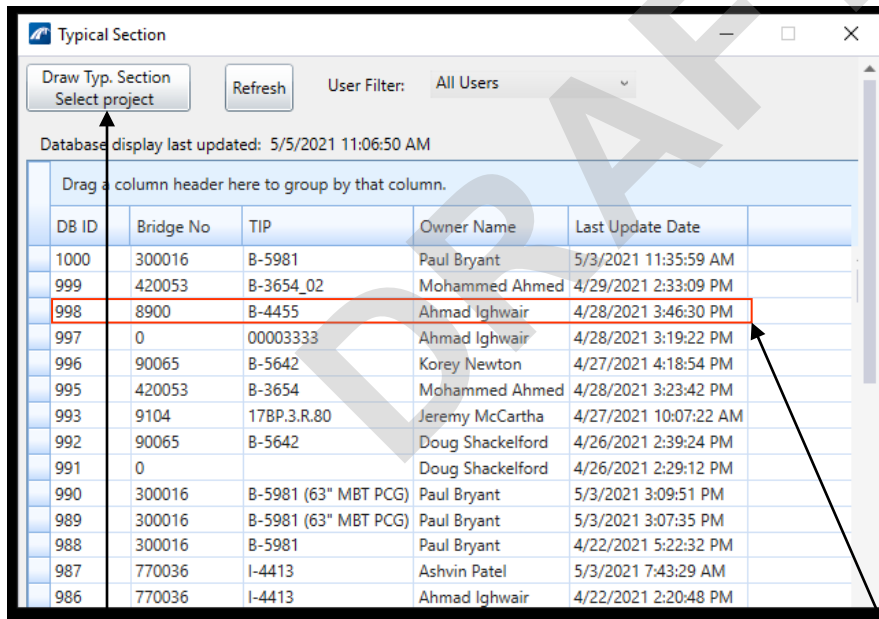 Typical Section
Draw Typ. Section
Select project
Refresh
User Filter:
All Users
Database display last updated: 5/5/2021 11:06:50 AM
Drag a column header here to group by that column.
DB ID Bridge No TIP Owner Name Last Update Date
1000 300016 B-5981 Paul Bryant 5/3/2021 11:35:59 AM
999 420053 B-3654_02 Mohammed Ahmed 4/29/2021 2:33:09 PM
998 8900 B-4455 Ahmad Ighwair 4/28/2021 3:46:30 PM
997 0 00003333 Ahmad Ighwair 4/28/2021 3:19:22 PM
996 90065 B-5642 Korey Newton 4/27/2021 4:18:54 PM
995 420053 B-3654 Mohammed Ahmed 4/28/2021 3:23:42 PM
993 9104 17BP.3.R.80 Jeremy McCartha 4/27/2021 10:07:22 AM
992 90065 B-5642 Doug Shackelford 4/26/2021 2:39:24 PM
991 0 Doug Shackelford 4/26/2021 2:29:12 PM
990 300016 B-5981 (63" MBT PCG) Paul Bryant 5/3/2021 3:09:51 PM
989 300016 B-5981 (63" MBT PCG) Paul Bryant 5/3/2021 3:07:35 PM
988 300016 B-5981 Paul Bryant 4/22/2021 5:22:32 PM
987 770036 I-4413 Ashvin Patel 5/3/2021 7:43:29 AM
986 770036 I-4413 Ahmad Ighwair 4/22/2021 2:20:48 PM
DRAFT